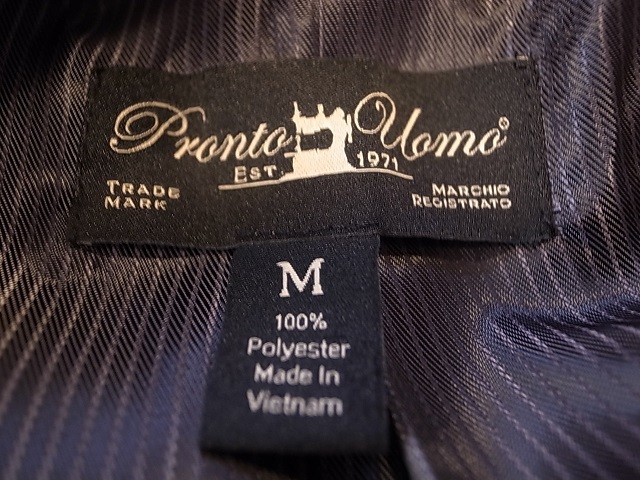 Pronto Uomo®
EST. 1971
TRADE
MARK
MARCHIO
REGISTRATO
M
100%
Polyester
Made In
Vietnam